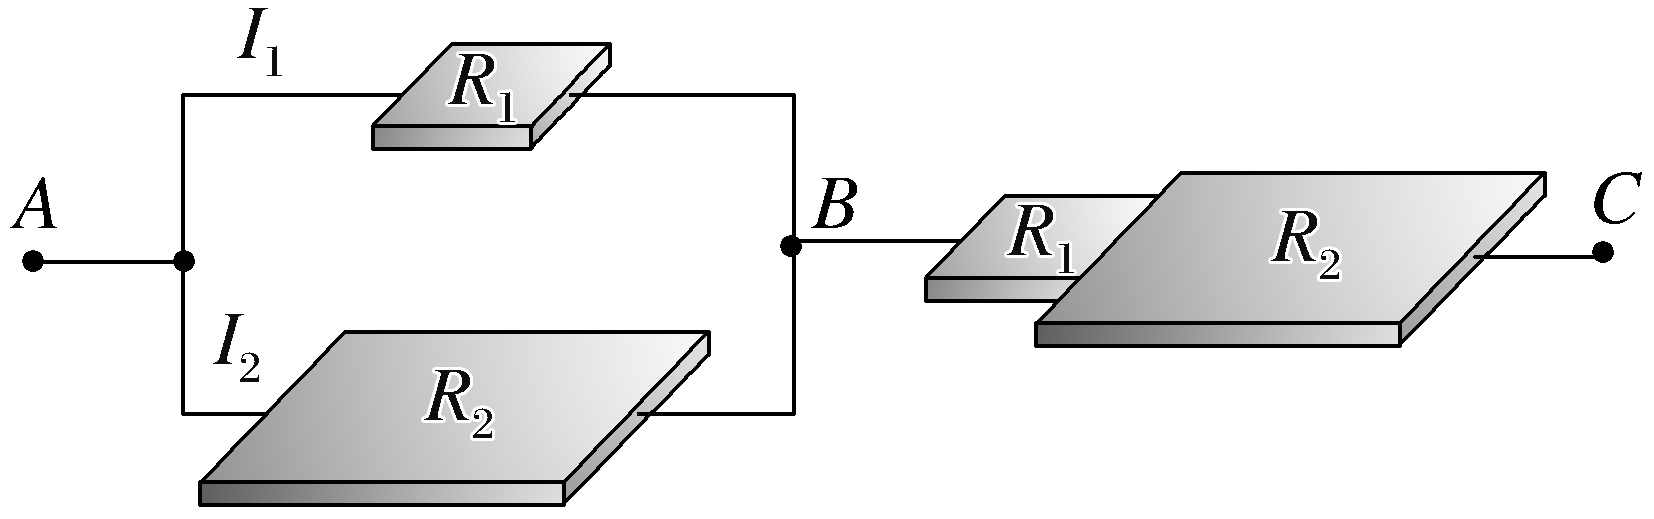 I₁
R₁
A
B
R₁
R₂
C
I₂
R₂